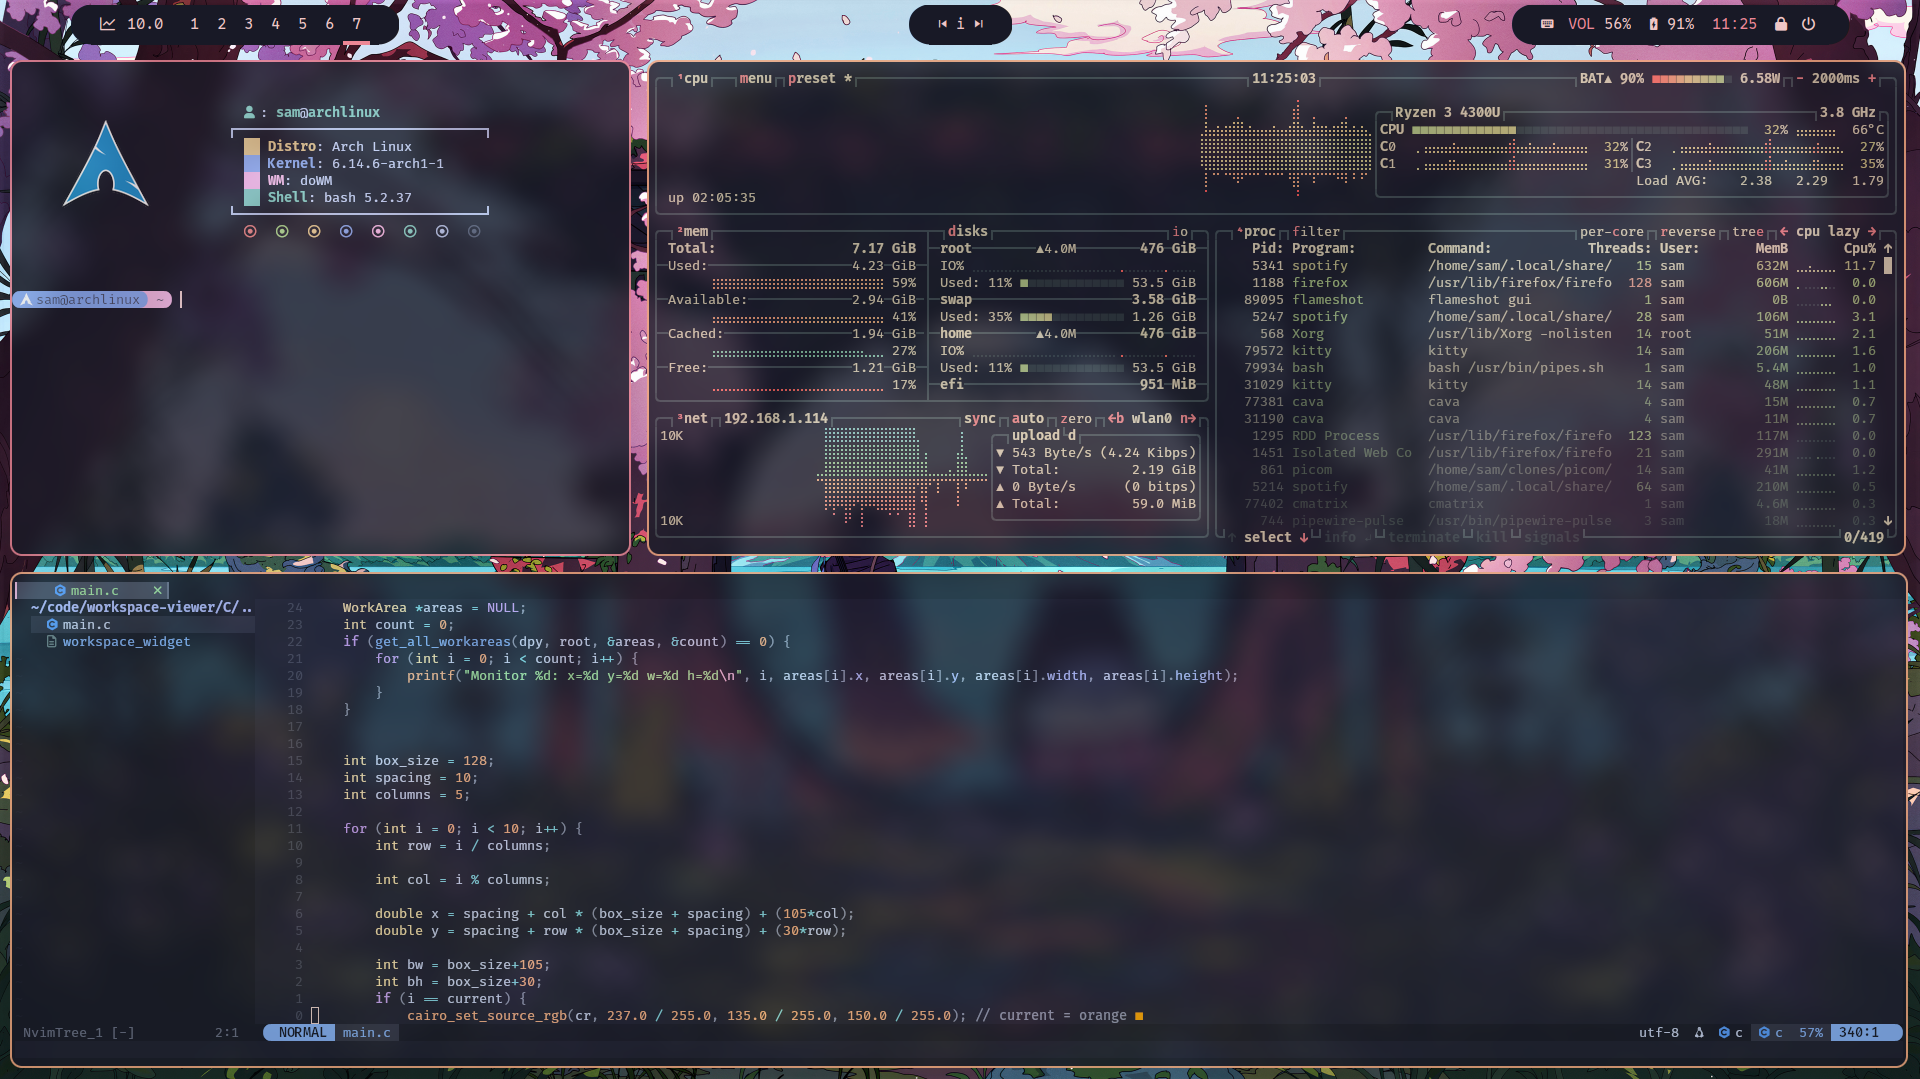 10.0 1 2 3 4 5 6 7
i
VOL 56% 91% 11:25
: sam@archlinux
Distro: Arch Linux
Kernel: 6.14.6-arch1-1
WM: doWM
Shell: bash 5.2.37
sam@archlinux ~
¹cpu menu preset * 11:25:03 BAT▲ 90% 6.58W - 2000ms +
Ryzen 3 4300U 3.8 GHz
CPU 32% 66°C
C0 32% C2 27%
C1 31% C3 35%
Load AVG: 2.38 2.29 1.79
up 02:05:35
²mem
Total: 7.17 GiB
Used: 4.23 GiB
59%
Available: 2.94 GiB
41%
Cached: 1.94 GiB
27%
Free: 1.21 GiB
17%
disks io
root ▲4.0M 476 GiB
IO%
Used: 11% 53.5 GiB
swap 3.58 GiB
Used: 35% 1.26 GiB
home ▲4.0M 476 GiB
IO%
Used: 11% 53.5 GiB
efi 951 MiB
³net 192.168.1.114 sync auto zero ←b wlan0 n→
10K
10K
upload d
▼ 543 Byte/s (4.24 Kibps)
▼ Total: 2.19 GiB
▲ 0 Byte/s (0 bitps)
▲ Total: 59.0 MiB
⁴proc filter per-core reverse tree ← cpu lazy →
Pid: Program: Command: Threads: User: MemB Cpu% ↑
5341 spotify /home/sam/.local/share/ 15 sam 632M 11.7
1188 firefox /usr/lib/firefox/firefo 128 sam 606M 0.0
89095 flameshot flameshot gui 1 sam 0B 0.0
5247 spotify /home/sam/.local/share/ 28 sam 106M 3.1
568 Xorg /usr/lib/Xorg -nolisten 14 root 51M 2.1
79572 kitty kitty 14 sam 206M 1.6
79934 bash bash /usr/bin/pipes.sh 1 sam 5.4M 1.0
31029 kitty kitty 14 sam 48M 1.1
77381 cava cava 4 sam 15M 0.7
31190 cava cava 4 sam 11M 0.7
1295 RDD Process /usr/lib/firefox/firefo 123 sam 117M 0.0
1451 Isolated Web Co /usr/lib/firefox/firefo 21 sam 291M 0.0
861 picom /home/sam/clones/picom/ 14 sam 41M 1.2
5214 spotify /home/sam/.local/share/ 64 sam 210M 0.5
77402 cmatrix cmatrix 1 sam 4.6M 0.3
744 pipewire-pulse /usr/bin/pipewire-pulse 3 sam 18M 0.3 ↓
↑ select ↓ info terminate kill signals 0/419
main.c ×
~/code/workspace-viewer/C/..
main.c
workspace_widget
24 WorkArea *areas = NULL;
23 int count = 0;
22 if (get_all_workareas(dpy, root, &areas, &count) == 0) {
21 for (int i = 0; i < count; i++) {
20 printf("Monitor %d: x=%d y=%d w=%d h=%d\n", i, areas[i].x, areas[i].y, areas[i].width, areas[i].height);
19 }
18 }
17
16
15 int box_size = 128;
14 int spacing = 10;
13 int columns = 5;
12
11 for (int i = 0; i < 10; i++) {
10 int row = i / columns;
9
8 int col = i % columns;
7
6 double x = spacing + col * (box_size + spacing) + (105*col);
5 double y = spacing + row * (box_size + spacing) + (30*row);
4
3 int bw = box_size+105;
2 int bh = box_size+30;
1 if (i == current) {
0 cairo_set_source_rgb(cr, 237.0 / 255.0, 135.0 / 255.0, 150.0 / 255.0); // current = orange ■
NvimTree_1 [-] 2:1 NORMAL main.c utf-8 c c 57% 340:1